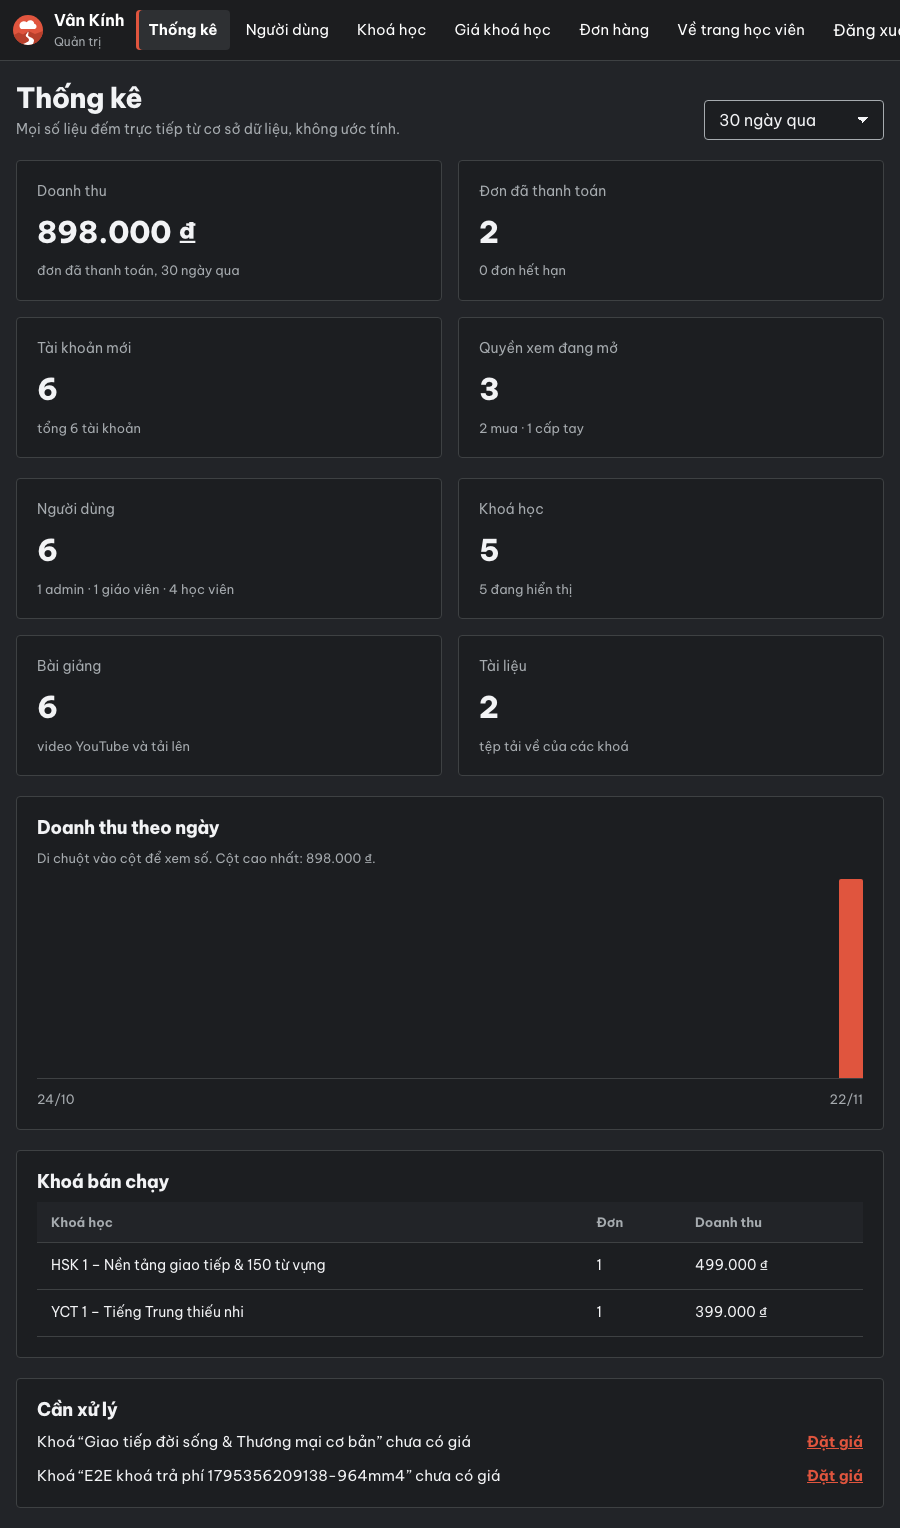 Vân Kính
Quản trị
Thống kê
Người dùng
Khoá học
Giá khoá học
Đơn hàng
Về trang học viên
Đăng xu
Thống kê
Mọi số liệu đếm trực tiếp từ cơ sở dữ liệu, không ước tính.
30 ngày qua
Doanh thu
898.000 ₫
đơn đã thanh toán, 30 ngày qua
Đơn đã thanh toán
2
0 đơn hết hạn
Tài khoản mới
6
tổng 6 tài khoản
Quyền xem đang mở
3
2 mua · 1 cấp tay
Người dùng
6
1 admin · 1 giáo viên · 4 học viên
Khoá học
5
5 đang hiển thị
Bài giảng
6
video YouTube và tải lên
Tài liệu
2
tệp tải về của các khoá
Doanh thu theo ngày
Di chuột vào cột để xem số. Cột cao nhất: 898.000 ₫.
24/10 22/11
Khoá bán chạy
Khoá học Đơn Doanh thu
HSK 1 – Nền tảng giao tiếp & 150 từ vựng 1 499.000 ₫
YCT 1 – Tiếng Trung thiếu nhi 1 399.000 ₫
Cần xử lý
Khoá “Giao tiếp đời sống & Thương mại cơ bản” chưa có giá Đặt giá
Khoá “E2E khoá trả phí 1795356209138-964mm4” chưa có giá Đặt giá